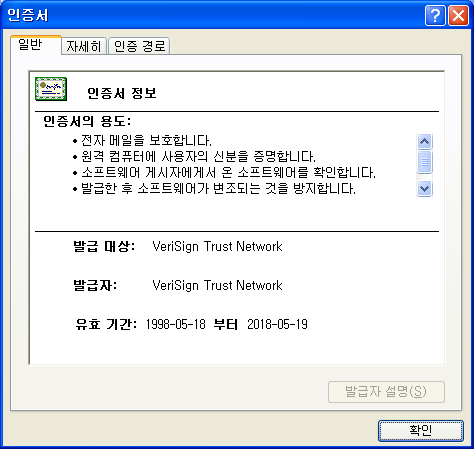 인증서
일반 자세히 인증 경로
인증서 정보
인증서의 용도:
• 전자 메일을 보호합니다.
• 원격 컴퓨터에 사용자의 신분을 증명합니다.
• 소프트웨어 게시자에게서 온 소프트웨어를 확인합니다.
• 발급한 후 소프트웨어가 변조되는 것을 방지합니다.
발급 대상: VeriSign Trust Network
발급자: VeriSign Trust Network
유효 기간: 1998-05-18 부터 2018-05-19
발급자 설명(S)
확인